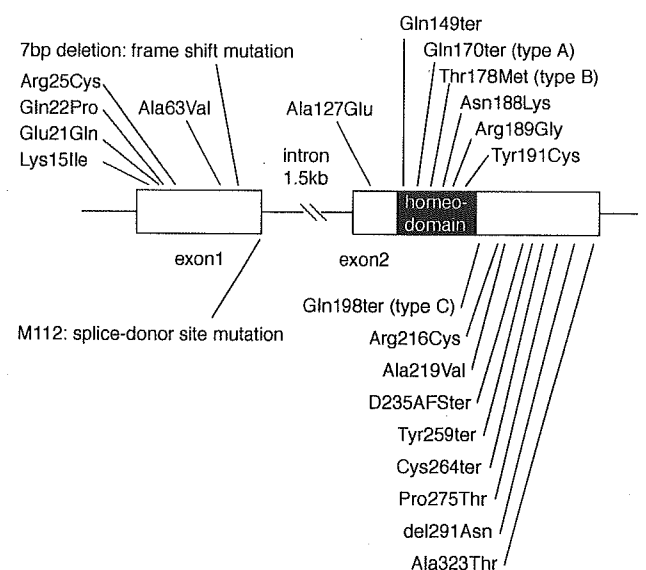 Gln149ter
7bp deletion: frame shift mutation
Gln170ter (type A)
Arg25Cys
Thr178Met (type B)
Gln22Pro
Ala63Val
Ala127Glu
Asn188Lys
Glu21Gln
Arg189Gly
Lys15Ile
intron
1.5kb
Tyr191Cys
homeo-
domain
exon1
exon2
Gln198ter (type C)
M112: splice-donor site mutation
Arg216Cys
Ala219Val
D235AFSter
Tyr259ter
Cys264ter
Pro275Thr
del291Asn
Ala323Thr